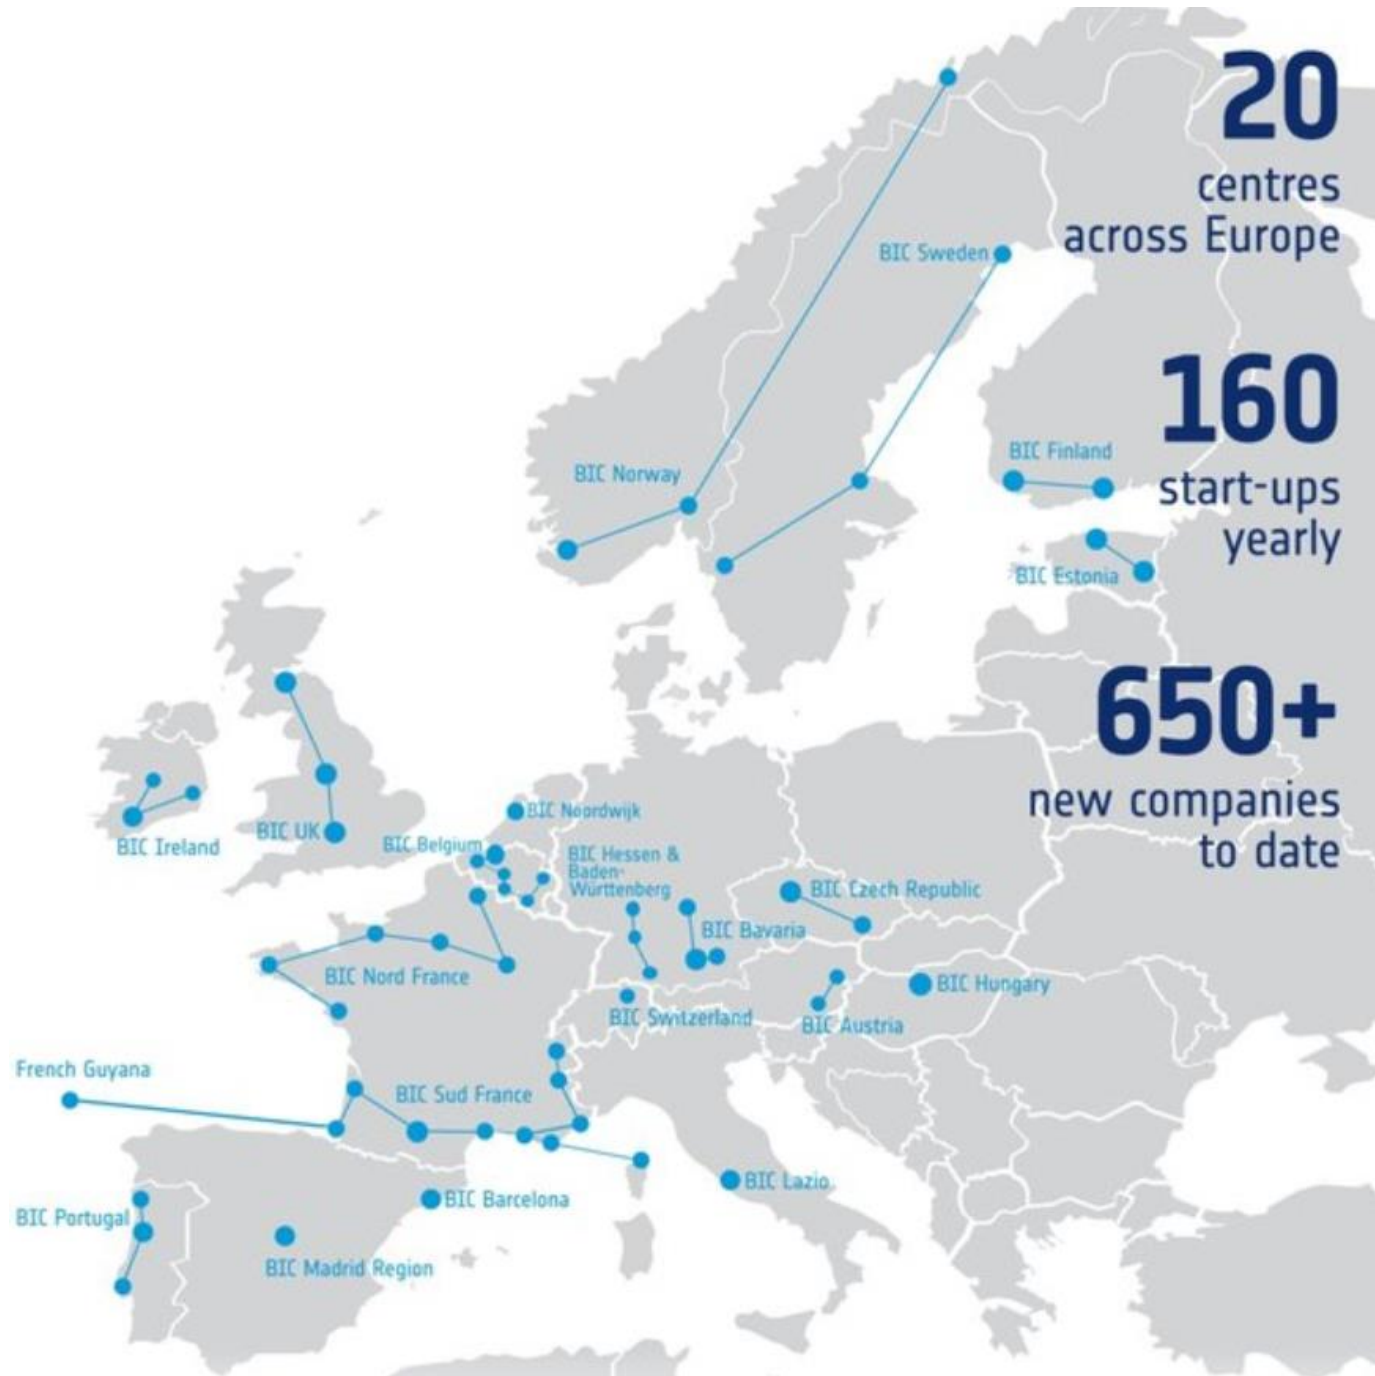 20
centres
across Europe
BIC Sweden
160
start-ups
yearly
BIC Finland
BIC Norway
BIC Estonia
650+
new companies
to date
BIC Noordwijk
BIC UK
BIC Ireland
BIC Belgium
BIC Hessen &
Baden-
Württenberg
BIC Czech Republic
BIC Bavaria
BIC Nord France
BIC Hungary
BIC Switzerland
BIC Austria
French Guyana
BIC Sud France
BIC Lazio
BIC Barcelona
BIC Portugal
BIC Madrid Region